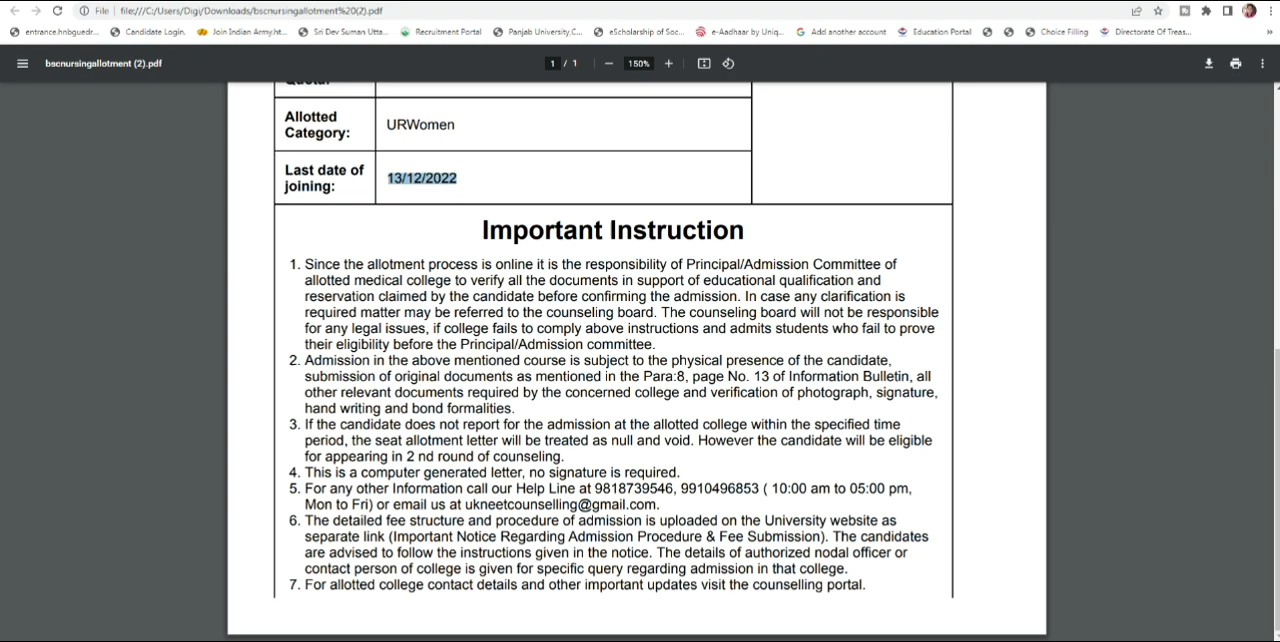 File | file:///C:/Users/Digi/Downloads/bscnursingallotment%20(2).pdf
entrance.hnbguedr... Candidate Login. Join Indian Army.ht... Sri Dev Suman Utta... Recruitment Portal Panjab University,C... eScholarship of Soc... e-Aadhaar by Uniq... Add another account Education Portal Choice Filling Directorate Of Treas... »
bscnursingallotment (2).pdf 1 / 1 150%
Allotted
Category:
URWomen
Last date of
joining:
13/12/2022
Important Instruction
1. Since the allotment process is online it is the responsibility of Principal/Admission Committee of
allotted medical college to verify all the documents in support of educational qualification and
reservation claimed by the candidate before confirming the admission. In case any clarification is
required matter may be referred to the counseling board. The counseling board will not be responsible
for any legal issues, if college fails to comply above instructions and admits students who fail to prove
their eligibility before the Principal/Admission committee.
2. Admission in the above mentioned course is subject to the physical presence of the candidate,
submission of original documents as mentioned in the Para:8, page No. 13 of Information Bulletin, all
other relevant documents required by the concerned college and verification of photograph, signature,
hand writing and bond formalities.
3. If the candidate does not report for the admission at the allotted college within the specified time
period, the seat allotment letter will be treated as null and void. However the candidate will be eligible
for appearing in 2 nd round of counseling.
4. This is a computer generated letter, no signature is required.
5. For any other Information call our Help Line at 9818739546, 9910496853 ( 10:00 am to 05:00 pm,
Mon to Fri) or email us at ukneetcounselling@gmail.com.
6. The detailed fee structure and procedure of admission is uploaded on the University website as
separate link (Important Notice Regarding Admission Procedure & Fee Submission). The candidates
are advised to follow the instructions given in the notice. The details of authorized nodal officer or
contact person of college is given for specific query regarding admission in that college.
7. For allotted college contact details and other important updates visit the counselling portal.